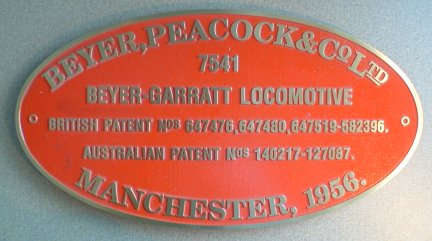 BEYER, PEACOCK & CO LTD
7541
BEYER-GARRATT LOCOMOTIVE
BRITISH PATENT NOS 647476,647480,647519-582396.
AUSTRALIAN PATENT NOS 140217-127087.
MANCHESTER, 1956.